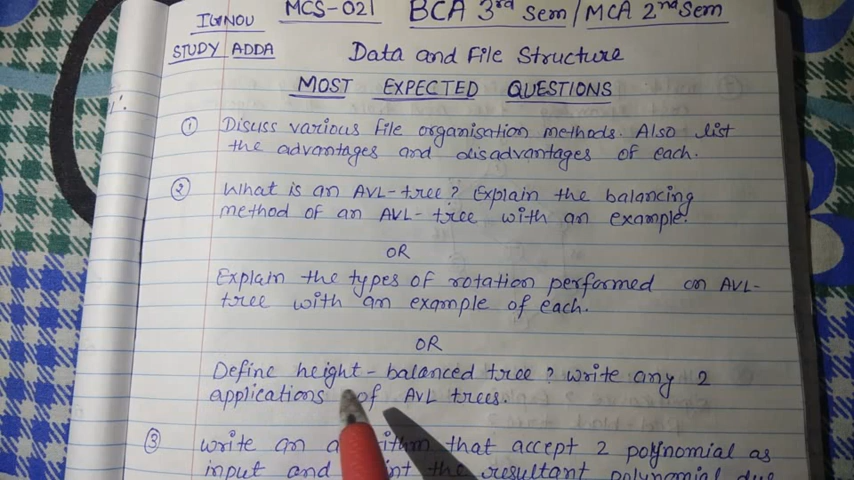 IGNOU MCS-021 BCA 3rd Sem / MCA 2nd Sem
STUDY ADDA Data and File Structure
MOST EXPECTED QUESTIONS
① Discuss various File organisation methods. Also list
the advantages and disadvantages of each.
② What is an AVL-tree? Explain the balancing
method of an AVL-tree with an example.
OR
Explain the types of rotation performed on AVL-
tree with an example of each.
OR
Define height-balanced tree? Write any 2
applications of AVL trees.
③ Write an that accept 2 polynomial as
input and the resultant polynomial due